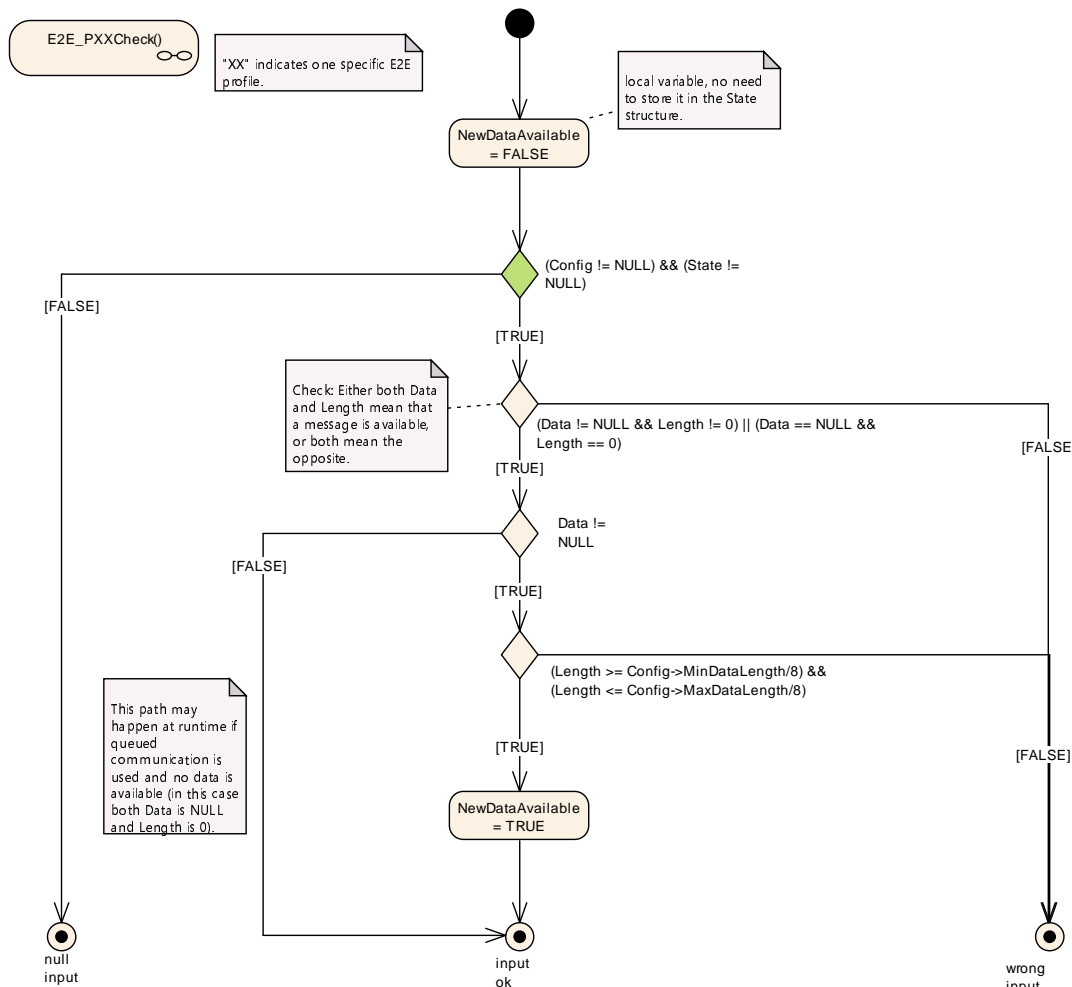 E2E_PXXCheck()
"XX" indicates one specific E2E
profile.
local variable, no need
to store it in the State
structure.
NewDataAvailable
= FALSE
(Config != NULL) && (State !=
NULL)
[FALSE]
[TRUE]
Check: Either both Data
and Length mean that
a message is available,
or both mean the
opposite.
(Data != NULL && Length != 0) || (Data == NULL &&
Length == 0)
[FALSE
[TRUE]
Data !=
NULL
[FALSE]
[TRUE]
(Length >= Config->MinDataLength/8) &&
(Length <= Config->MaxDataLength/8)
This path may
happen at runtime if
queued
communication is
used and no data is
available (in this case
both Data is NULL
and Length is 0).
[TRUE]
[FALSE]
NewDataAvailable
= TRUE
null
input
input
ok
wrong
input